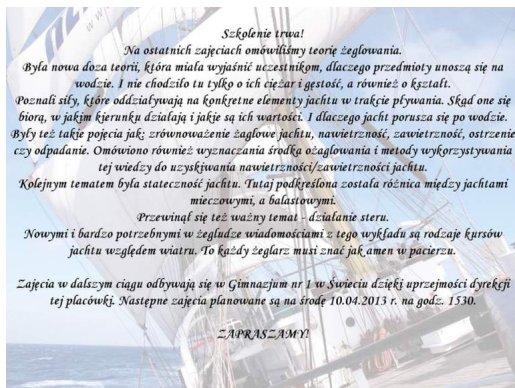 Szkolenie trwa!
Na ostatnich zajęciach omówiliśmy teorię żeglowania.
Była nowa doza teorii, która miała wyjaśnić uczestnikom, dlaczego przedmioty unoszą się na
wodzie. I nie chodziło tu tylko o ich ciężar i gęstość, a również o kształt.
Poznali siły, które oddziaływają na konkretne elementy jachtu w trakcie pływania. Skąd one się
biorą, w jakim kierunku działają i jakie są ich wartości. I dlaczego jacht porusza się po wodzie.
Były też takie pojęcia jak: zrównoważenie żaglowe jachtu, nawietrzność, zawietrzność, ostrzenie
czy odpadanie. Omówiono również wyznaczania środka ożaglowania i metody wykorzystywania
tej wiedzy do uzyskiwania nawietrzności/zawietrzności jachtu.
Kolejnym tematem była stateczność jachtu. Tutaj podkreślona została różnica między jachtami
mieczowymi, a balastowymi.
Przewinął się też ważny temat - działanie steru.
Nowymi i bardzo potrzebnymi w żegludze wiadomościami z tego wykładu są rodzaje kursów
jachtu względem wiatru. To każdy żeglarz musi znać jak amen w pacierzu.
Zajęcia w dalszym ciągu odbywają się w Gimnazjum nr 1 w Świeciu dzięki uprzejmości dyrekcji
tej placówki. Następne zajęcia planowane są na środę 10.04.2013 r. na godz. 1530.
ZAPRASZAMY!